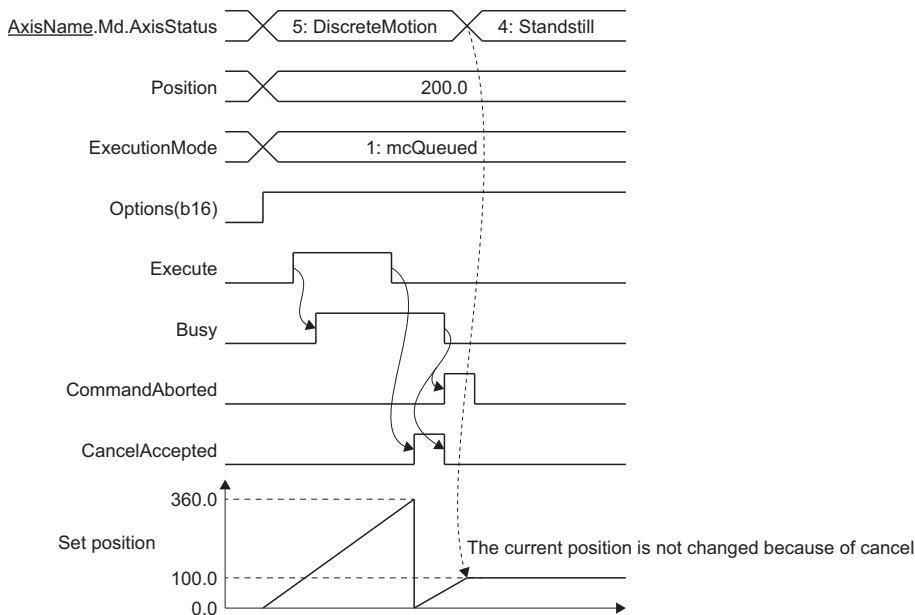 AxisName.Md.AxisStatus
5: DiscreteMotion
4: Standstill
Position
200.0
ExecutionMode
1: mcQueued
Options(b16)
Execute
Busy
CommandAborted
CancelAccepted
360.0
Set position
The current position is not changed because of cancel
100.0
0.0